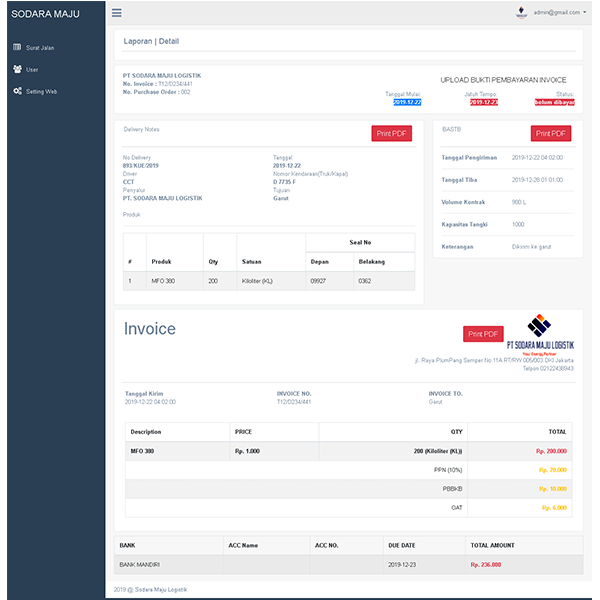 SODARA MAJU
admin@gmail.com
Surat Jalan
User
Setting Web
Laporan | Detail
PT SODARA MAJU LOGISTIK
No. Invoice : T12/D234/441
No. Purchase Order : 002
UPLOAD BUKTI PEMBAYARAN INVOICE
Tanggal Mulai: Jatuh Tempo: Status:
2019-12-22 2019-12-23 belum dibayar
Delivery Notes Print PDF
No Delivery Tanggal
893/KUE/2019 2019-12-22
Driver Nomor Kendaraan(Truk/Kapal)
CCT D 7735 F
Penyalur Tujuan
PT. SODARA MAJU LOGISTIK Garut
Produk
Seal No
# Produk Qty Satuan Depan Belakang
1 MFO 380 200 Kiloliter (KL) 09927 0362
BASTB Print PDF
Tanggal Pengiriman 2019-12-22 04:02:00
Tanggal Tiba 2019-12-26 01:01:00
Volume Kontrak 900 L
Kapasitas Tangki 1000
Keterangan Dikirim ke garut
Invoice Print PDF
PT SODARA MAJU LOGISTIK
Your Energy Partner
jl. Raya PlumPang Semper No 11A RT/RW 006/003. DKI Jakarta
Telpon 02122438943
Tanggal Kirim INVOICE NO. INVOICE TO.
2019-12-22 04:02:00 T12/D234/441 Garut
Description PRICE QTY TOTAL
MFO 380 Rp. 1.000 200 (Kiloliter (KL)) Rp. 200.000
PPN (10%) Rp. 20.000
PBBKB Rp. 10.000
OAT Rp. 6.000
BANK ACC Name ACC NO. DUE DATE TOTAL AMOUNT
BANK MANDIRI 2019-12-23 Rp. 236.000
2019 @ Sodara Maju Logistik